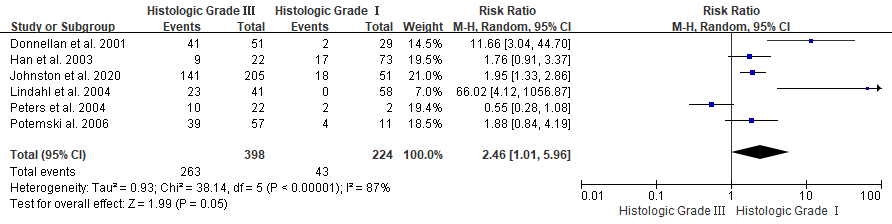 Histologic Grade III Histologic Grade Ⅰ Risk Ratio Risk Ratio
Study or Subgroup Events Total Events Total Weight M-H, Random, 95% CI M-H, Random, 95% CI
Donnellan et al. 2001 41 51 2 29 14.5% 11.66 [3.04, 44.70]
Han et al. 2003 9 22 17 73 19.2% 1.76 [0.91, 3.37]
Johnston et al. 2020 141 205 18 51 21.0% 1.95 [1.33, 2.86]
Lindahl et al. 2004 23 41 0 58 7.0% 66.02 [4.12, 1056.87]
Peters et al. 2004 10 22 2 2 19.9% 0.55 [0.28, 1.08]
Potemski et al. 2006 39 57 4 11 18.5% 1.88 [0.84, 4.19]
Total (95% CI) 398 224 100.0% 2.46 [1.01, 5.96]
Total events 263 43
Heterogeneity: Tau² = 0.93; Chi² = 38.14, df = 5 (P < 0.00001); I² = 87%
Test for overall effect: Z = 1.99 (P = 0.05)
0.01 0.1 1 10 100
Histologic Grade III Histologic Grade Ⅰ